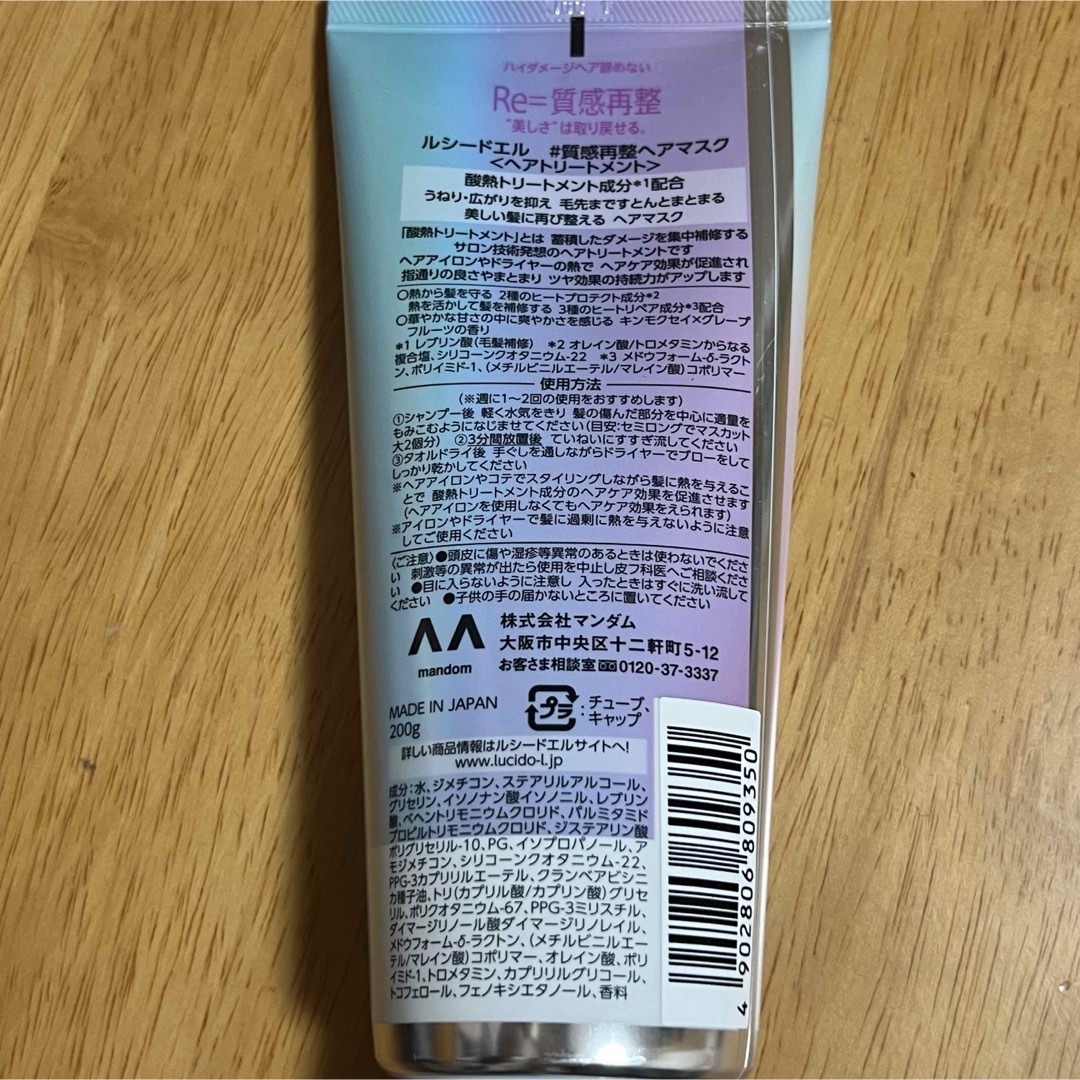 ハイダメージヘア諦めない
Re=質感再整
"美しさ"は取り戻せる。
ルシードエル #質感再整ヘアマスク
<ヘアトリートメント>
酸熱トリートメント成分*1配合
うねり・広がりを抑え 毛先まですとんとまとまる
美しい髪に再び整える ヘアマスク
「酸熱トリートメント」とは 蓄積したダメージを集中補修する
サロン技術発想のヘアトリートメントです
ヘアアイロンやドライヤーの熱で ヘアケア効果が促進され
指通りの良さやまとまり ツヤ効果の持続力がアップします
○熱から髪を守る 2種のヒートプロテクト成分*2
熱を活かして髪を補修する 3種のヒートリペア成分*3配合
○華やかな甘さの中に爽やかさを感じる キンモクセイ×グレープ
フルーツの香り
*1 レブリン酸(毛髪補修) *2 オレイン酸/トロメタミンからなる
複合塩、シリコーンクオタニウム-22 *3 メドウフォーム-δ-ラクト
ン、ポリイミド-1、(メチルビニルエーテル/マレイン酸)コポリマー
使用方法
(※週に1~2回の使用をおすすめします)
①シャンプー後 軽く水気をきり 髪の傷んだ部分を中心に適量を
もみこむようになじませてください(目安:セミロングでマスカット
大2個分) ②3分間放置後 ていねいにすすぎ流してください
③タオルドライ後 手ぐしを通しながらドライヤーでブローをして
しっかり乾かしてください
※ヘアアイロンやコテでスタイリングしながら髪に熱を与えるこ
とで 酸熱トリートメント成分のヘアケア効果を促進させます
(ヘアアイロンを使用しなくてもヘアケア効果をえられます)
※アイロンやドライヤーで髪に過剰に熱を与えないように注意
してご使用ください
〈ご注意〉●頭皮に傷や湿疹等異常のあるときは使わないでくださ
い 刺激等の異常が出たら使用を中止し皮フ科医へご相談くださ
い ●目に入らないように注意し 入ったときはすぐに洗い流して
ください ●子供の手の届かないところに置いてください
株式会社マンダム
大阪市中央区十二軒町5-12
お客さま相談室 0120-37-3337
mandom
MADE IN JAPAN
200g
プラ:チューブ、
キャップ
詳しい商品情報はルシードエルサイトへ!
www.lucido-l.jp
成分:水、ジメチコン、ステアリルアルコール、
グリセリン、イソノナン酸イソノニル、レブリン
酸、ベヘントリモニウムクロリド、パルミタミド
プロピルトリモニウムクロリド、ジステアリン酸
ポリグリセリル-10、PG、イソプロパノール、ア
モジメチコン、シリコーンクオタニウム-22、
PPG-3カプリリルエーテル、クランベアビシニ
カ種子油、トリ(カプリル酸/カプリン酸)グリセ
リル、ポリクオタニウム-67、PPG-3ミリスチル、
ダイマージリノール酸ダイマージリノレイル、
メドウフォーム-δ-ラクトン、(メチルビニルエー
テル/マレイン酸)コポリマー、オレイン酸、ポリ
イミド-1、トロメタミン、カプリリルグリコール、
トコフェロール、フェノキシエタノール、香料
4902806809350